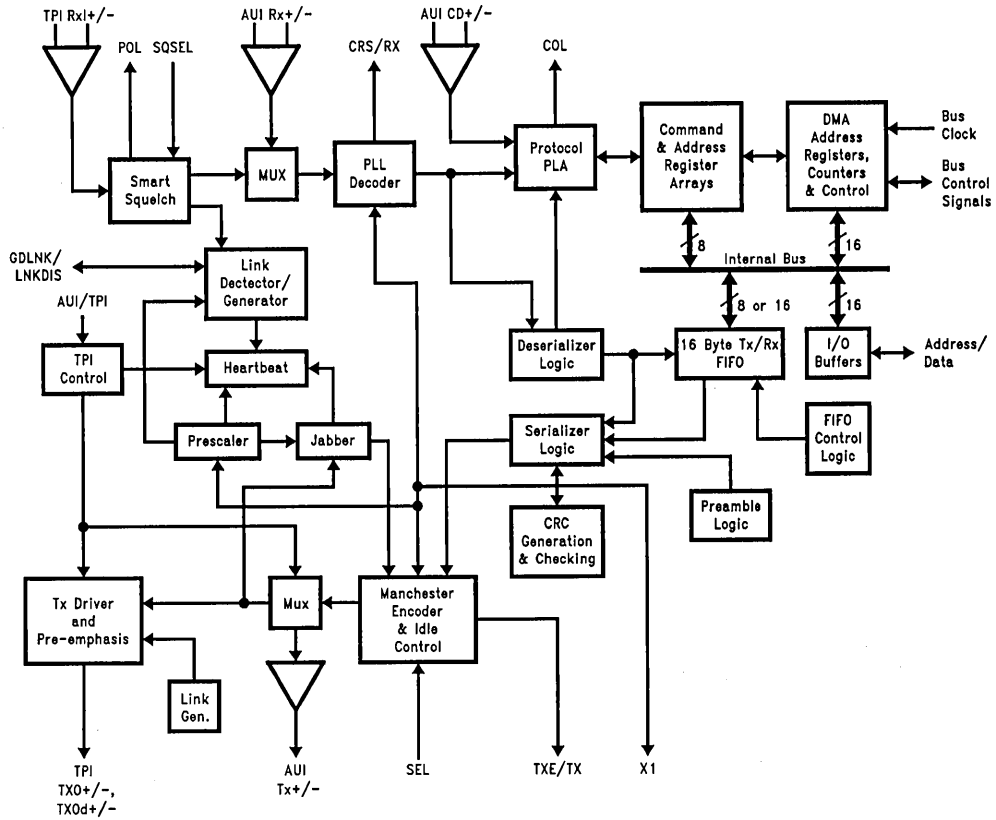 TPI RxI+/-
AUI Rx+/-
AUI CD+/-
POL
SQSEL
CRS/RX
COL
Smart
Squelch
MUX
PLL
Decoder
Protocol
PLA
Command
& Address
Register
Arrays
DMA
Address
Registers,
Counters
& Control
Bus
Clock
Bus
Control
Signals
8
16
Internal Bus
GDLNK/
LNKDIS
Link
Dectector/
Generator
AUI/TPI
8 or 16
16
TPI
Control
Heartbeat
Deserializer
Logic
16 Byte Tx/Rx
FIFO
I/O
Buffers
Address/
Data
Prescaler
Jabber
Serializer
Logic
FIFO
Control
Logic
Preamble
Logic
CRC
Generation
& Checking
Tx Driver
and
Pre-emphasis
Mux
Manchester
Encoder
& Idle
Control
Link
Gen.
TPI
TXO+/-,
TXOd+/-
AUI
Tx+/-
SEL
TXE/TX
X1